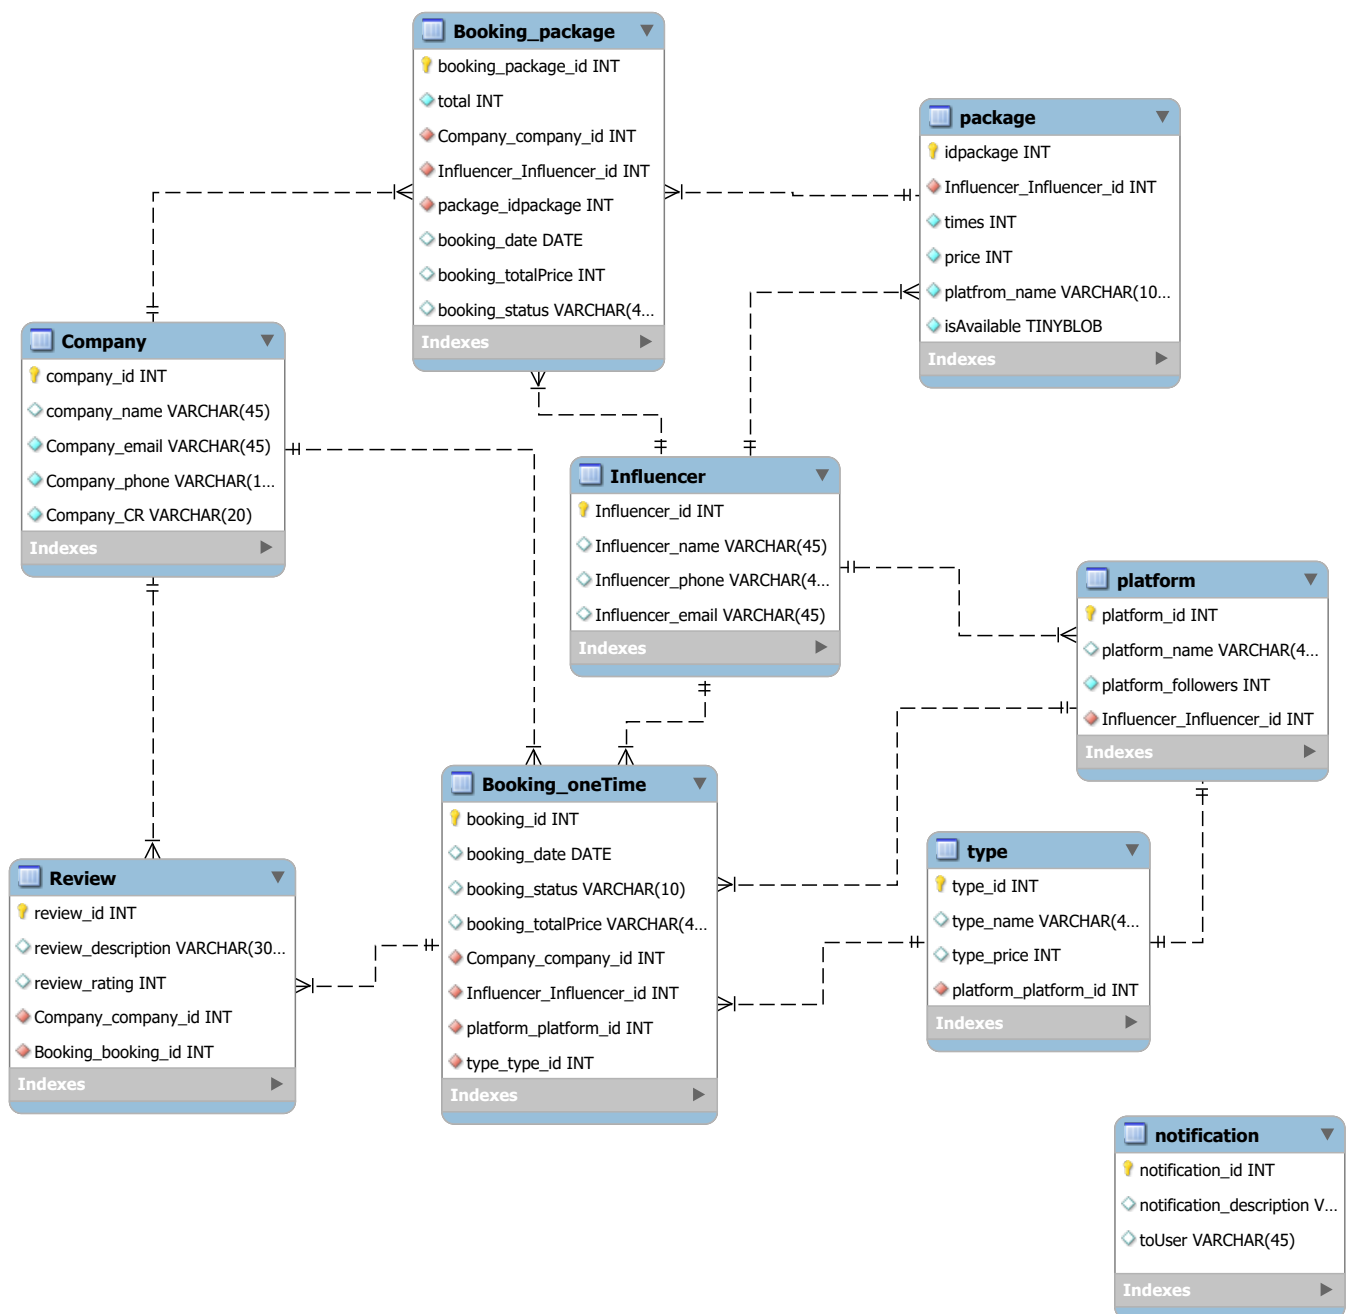 Booking_package
booking_package_id INT
total INT
Company_company_id INT
Influencer_Influencer_id INT
package_idpackage INT
booking_date DATE
booking_totalPrice INT
booking_status VARCHAR(4...
Indexes
package
idpackage INT
Influencer_Influencer_id INT
times INT
price INT
platfrom_name VARCHAR(10...
isAvailable TINYBLOB
Indexes
Company
company_id INT
company_name VARCHAR(45)
Company_email VARCHAR(45)
Company_phone VARCHAR(1...
Company_CR VARCHAR(20)
Indexes
Influencer
Influencer_id INT
Influencer_name VARCHAR(45)
Influencer_phone VARCHAR(4...
Influencer_email VARCHAR(45)
Indexes
platform
platform_id INT
platform_name VARCHAR(4...
platform_followers INT
Influencer_Influencer_id INT
Indexes
Booking_oneTime
booking_id INT
booking_date DATE
booking_status VARCHAR(10)
booking_totalPrice VARCHAR(4...
Company_company_id INT
Influencer_Influencer_id INT
platform_platform_id INT
type_type_id INT
Indexes
type
type_id INT
type_name VARCHAR(4...
type_price INT
platform_platform_id INT
Indexes
Review
review_id INT
review_description VARCHAR(30...
review_rating INT
Company_company_id INT
Booking_booking_id INT
Indexes
notification
notification_id INT
notification_description V...
toUser VARCHAR(45)
Indexes